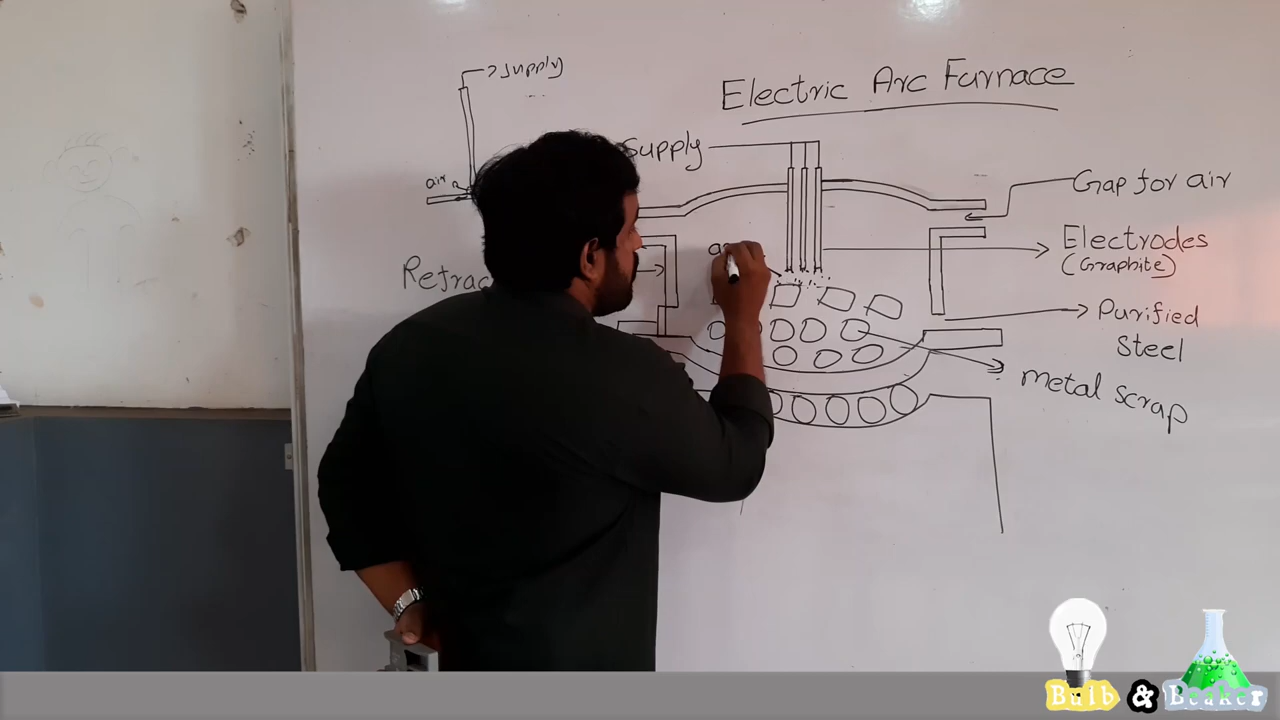 supply
Electric Arc Furnace
supply
air
Gap for air
Electrodes
(Graphite)
Purified
steel
metal scrap
Bulb & Beaker